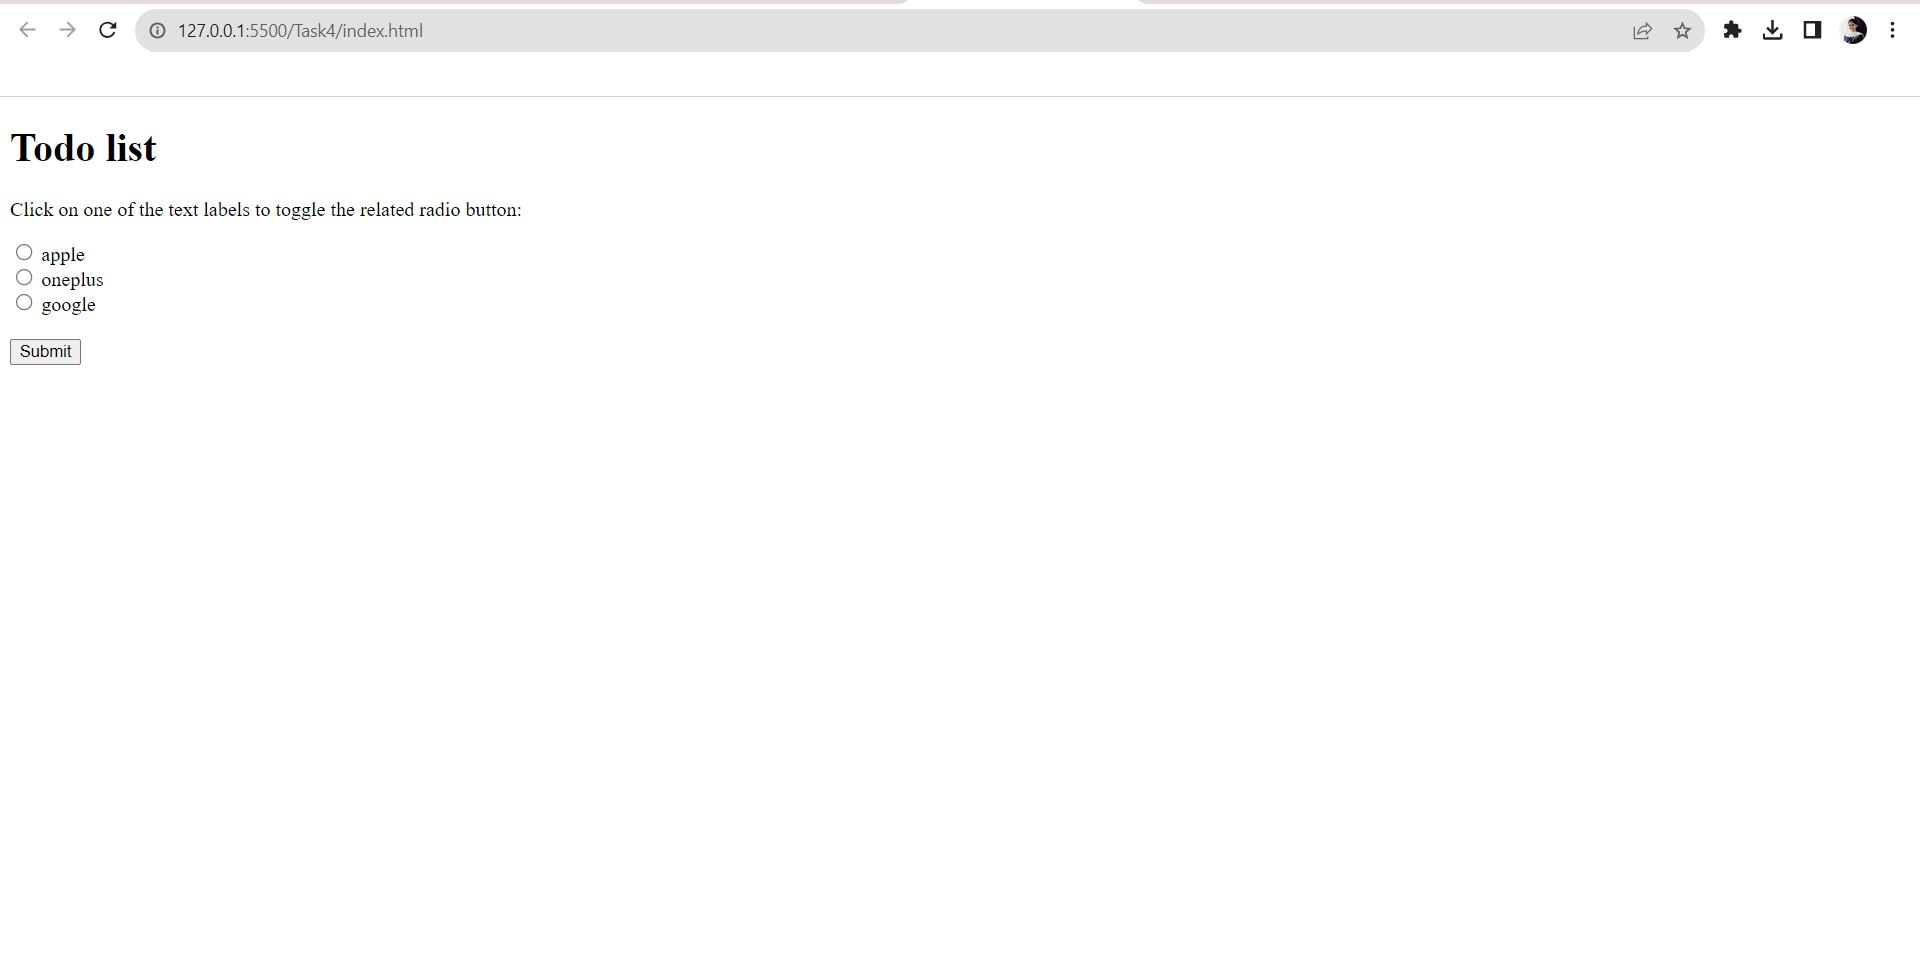 127.0.0.1:5500/Task4/index.html
Todo list
Click on one of the text labels to toggle the related radio button:
apple
oneplus
google
Submit